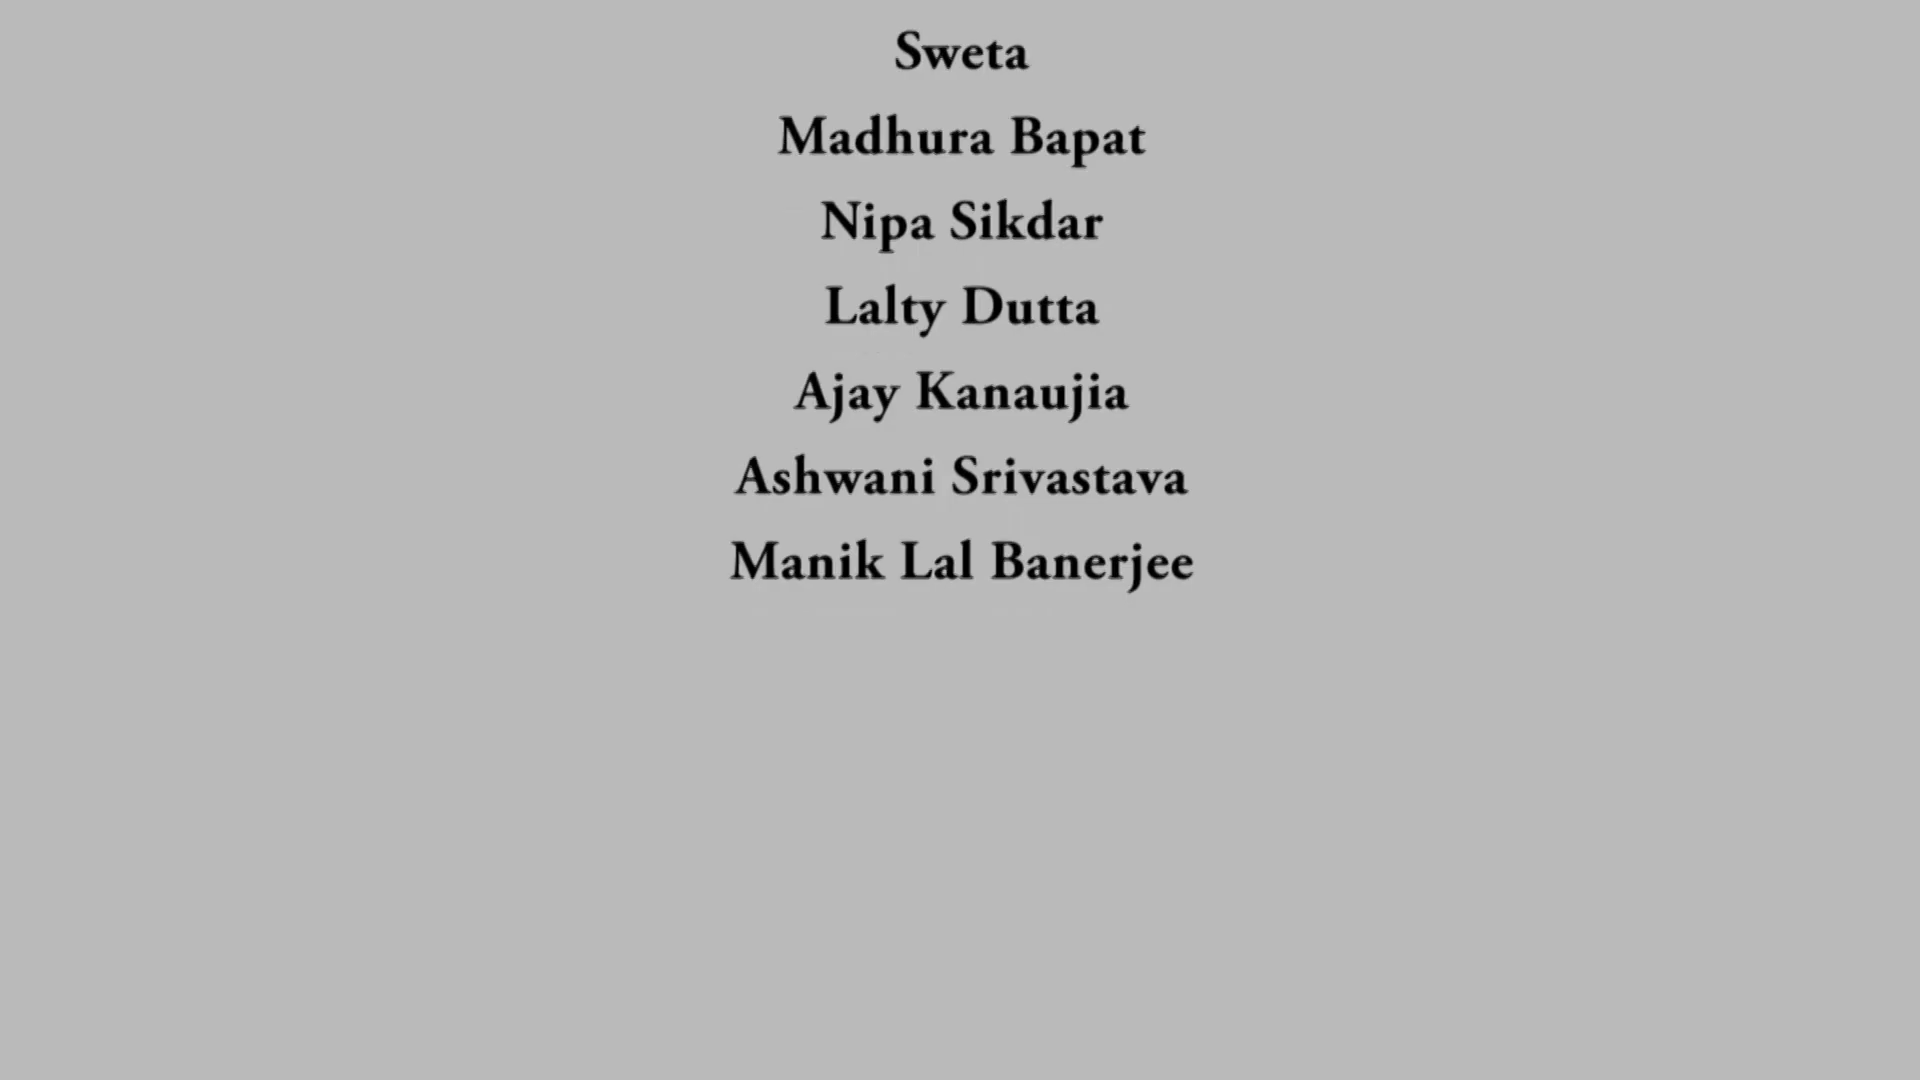 Sweta
Madhura Bapat
Nipa Sikdar
Lalty Dutta
Ajay Kanaujia
Ashwani Srivastava
Manik Lal Banerjee